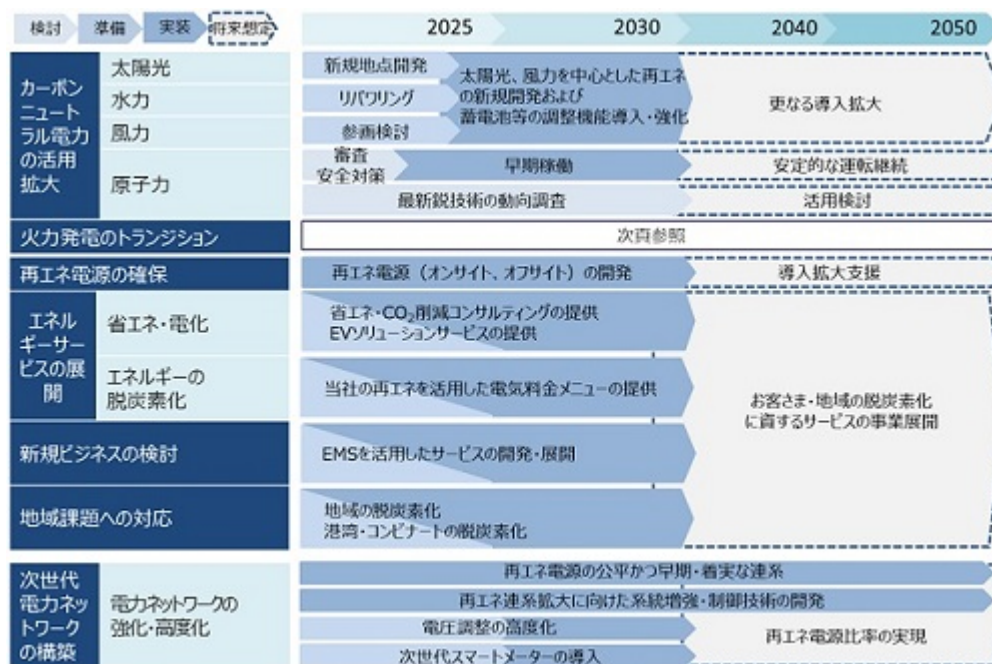 検討
準備
実装
将来想定
2025
2030
2040
2050
カーボン
ニュート
ラル電力
の活用
拡大
太陽光
水力
風力
原子力
新規地点開発
リパワリング
参画検討
太陽光、風力を中心とした再エネ
の新規開発および
蓄電池等の調整機能導入・強化
更なる導入拡大
審査
安全対策
早期稼働
安定的な運転継続
最新鋭技術の動向調査
活用検討
火力発電のトランジション
次頁参照
再エネ電源の確保
再エネ電源（オンサイト、オフサイト）の開発
導入拡大支援
エネル
ギーサー
ビスの展
開
省エネ・電化
省エネ・CO₂削減コンサルティングの提供
EVソリューションサービスの提供
エネルギーの
脱炭素化
当社の再エネを活用した電気料金メニューの提供
お客さま・地域の脱炭素化
に資するサービスの事業展開
新規ビジネスの検討
EMSを活用したサービスの開発・展開
地域課題への対応
地域の脱炭素化
港湾・コンビナートの脱炭素化
次世代
電力ネッ
トワーク
の構築
電力ネットワークの
強化・高度化
再エネ電源の公平かつ早期・着実な連系
再エネ連系拡大に向けた系統増強・制御技術の開発
電圧調整の高度化
次世代スマートメーターの導入
再エネ電源比率の実現